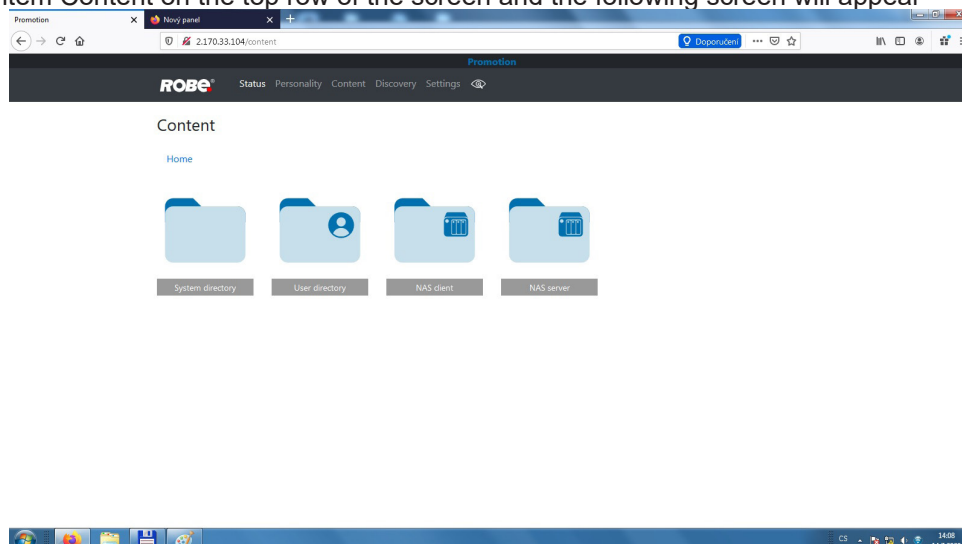 item Content on the top row of the screen and the following screen will appear
Promotion
Nový panel
2.170.33.104/content
Doporučení
Promotion
ROBE®
Status Personality Content Discovery Settings
Content
Home
System directory
User directory
NAS client
NAS server
CS
14:08